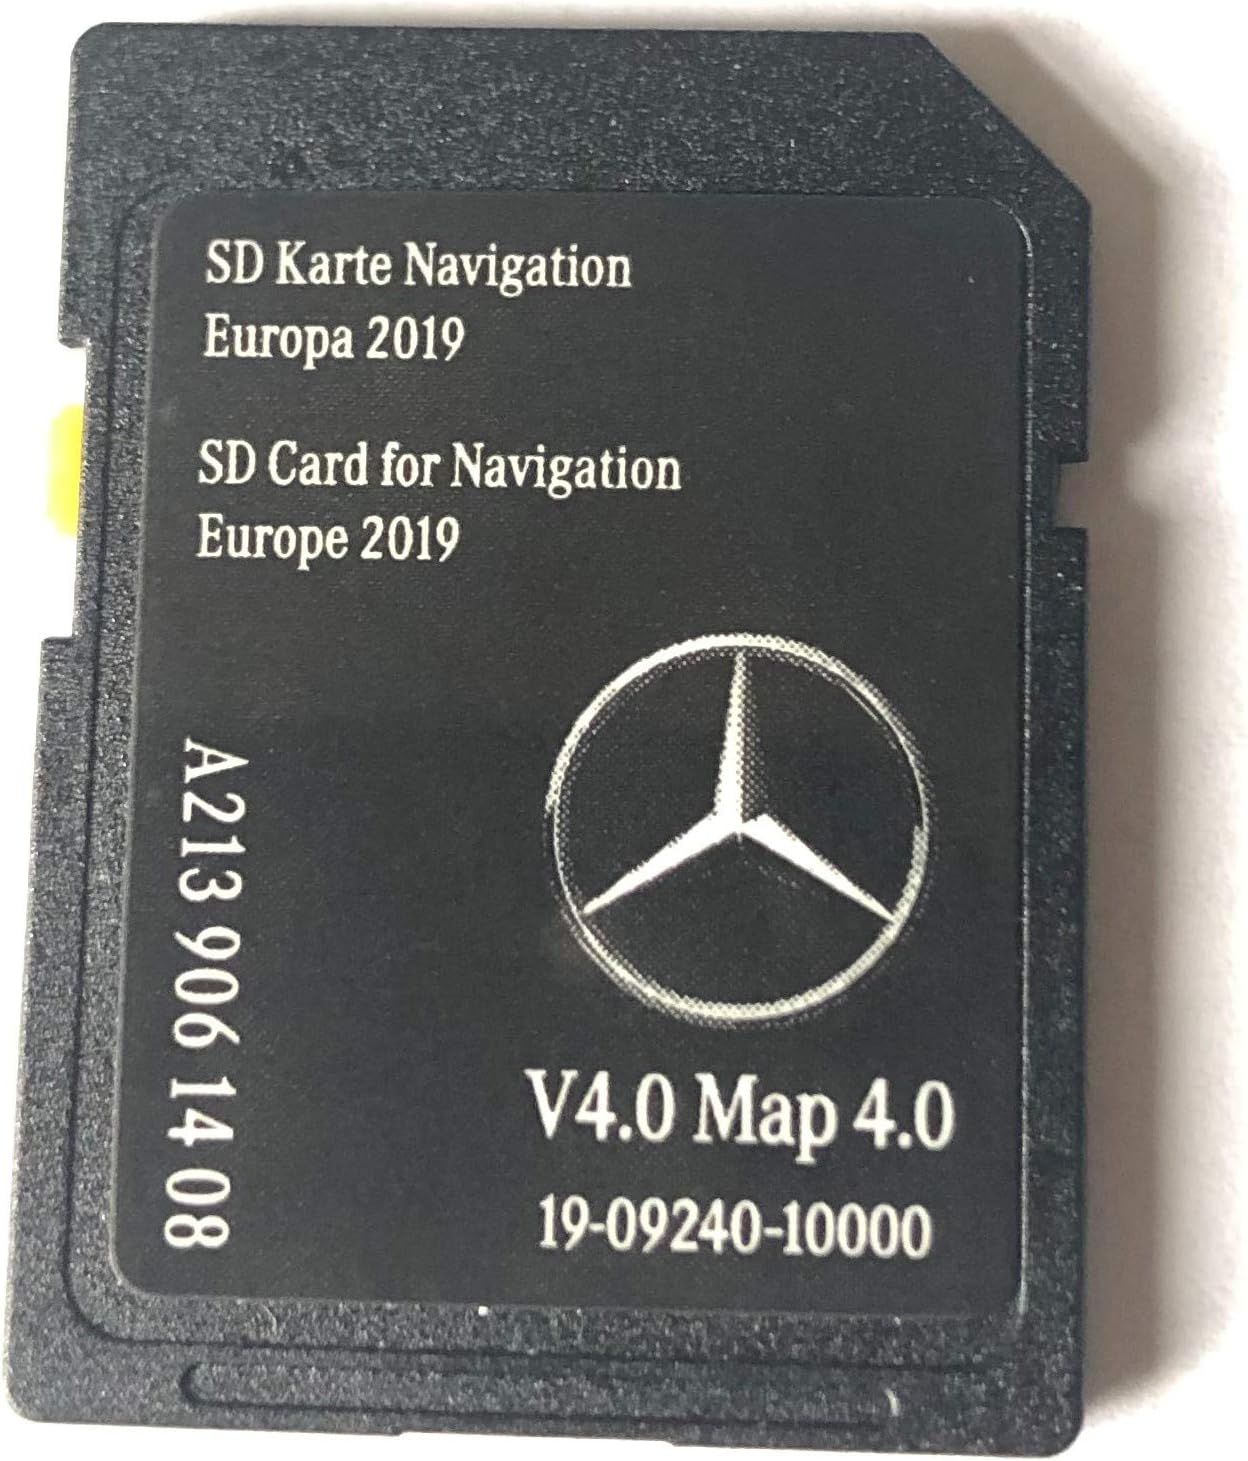 SD Karte Navigation
Europa 2019
SD Card for Navigation
Europe 2019
A 213 906 14 08
V4.0 Map 4.0
19-09240-10000